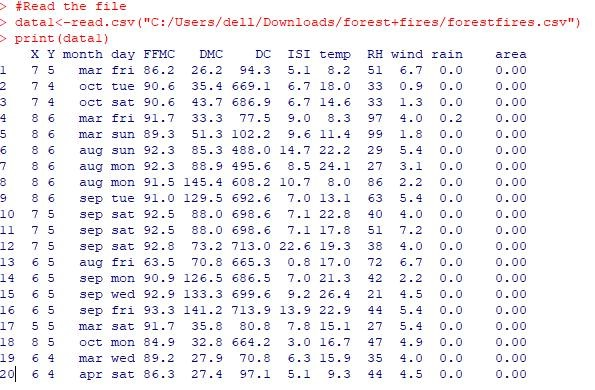 > #Read the file
> data1<-read.csv("C:/Users/dell/Downloads/forest+fires/forestfires.csv")
> print(data1)
X Y month day FFMC DMC DC ISI temp RH wind rain area
1 7 5 mar fri 86.2 26.2 94.3 5.1 8.2 51 6.7 0.0 0.00
2 7 4 oct tue 90.6 35.4 669.1 6.7 18.0 33 0.9 0.0 0.00
3 7 4 oct sat 90.6 43.7 686.9 6.7 14.6 33 1.3 0.0 0.00
4 8 6 mar fri 91.7 33.3 77.5 9.0 8.3 97 4.0 0.2 0.00
5 8 6 mar sun 89.3 51.3 102.2 9.6 11.4 99 1.8 0.0 0.00
6 8 6 aug sun 92.3 85.3 488.0 14.7 22.2 29 5.4 0.0 0.00
7 8 6 aug mon 92.3 88.9 495.6 8.5 24.1 27 3.1 0.0 0.00
8 8 6 aug mon 91.5 145.4 608.2 10.7 8.0 86 2.2 0.0 0.00
9 8 6 sep tue 91.0 129.5 692.6 7.0 13.1 63 5.4 0.0 0.00
10 7 5 sep sat 92.5 88.0 698.6 7.1 22.8 40 4.0 0.0 0.00
11 7 5 sep sat 92.5 88.0 698.6 7.1 17.8 51 7.2 0.0 0.00
12 7 5 sep sat 92.8 73.2 713.0 22.6 19.3 38 4.0 0.0 0.00
13 6 5 aug fri 63.5 70.8 665.3 0.8 17.0 72 6.7 0.0 0.00
14 6 5 sep mon 90.9 126.5 686.5 7.0 21.3 42 2.2 0.0 0.00
15 6 5 sep wed 92.9 133.3 699.6 9.2 26.4 21 4.5 0.0 0.00
16 6 5 sep fri 93.3 141.2 713.9 13.9 22.9 44 5.4 0.0 0.00
17 5 5 mar sat 91.7 35.8 80.8 7.8 15.1 27 5.4 0.0 0.00
18 8 5 oct mon 84.9 32.8 664.2 3.0 16.7 47 4.9 0.0 0.00
19 6 4 mar wed 89.2 27.9 70.8 6.3 15.9 35 4.0 0.0 0.00
20 6 4 apr sat 86.3 27.4 97.1 5.1 9.3 44 4.5 0.0 0.00